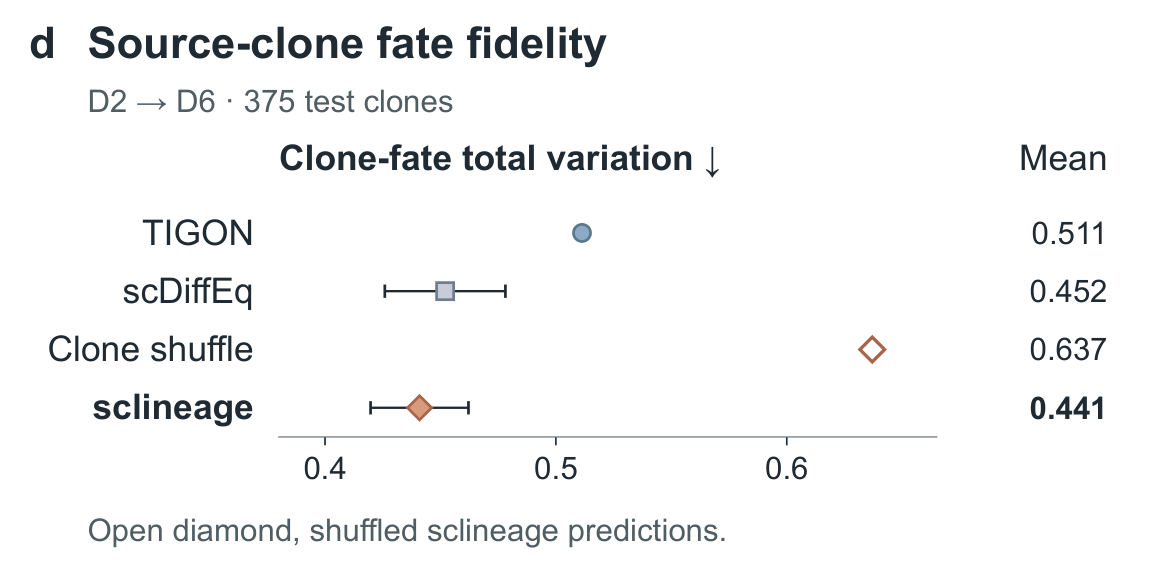 d Source-clone fate fidelity
D2 → D6 · 375 test clones
Clone-fate total variation ↓ Mean
TIGON 0.511
scDiffEq 0.452
Clone shuffle 0.637
sclineage 0.441
0.4 0.5 0.6
Open diamond, shuffled sclineage predictions.